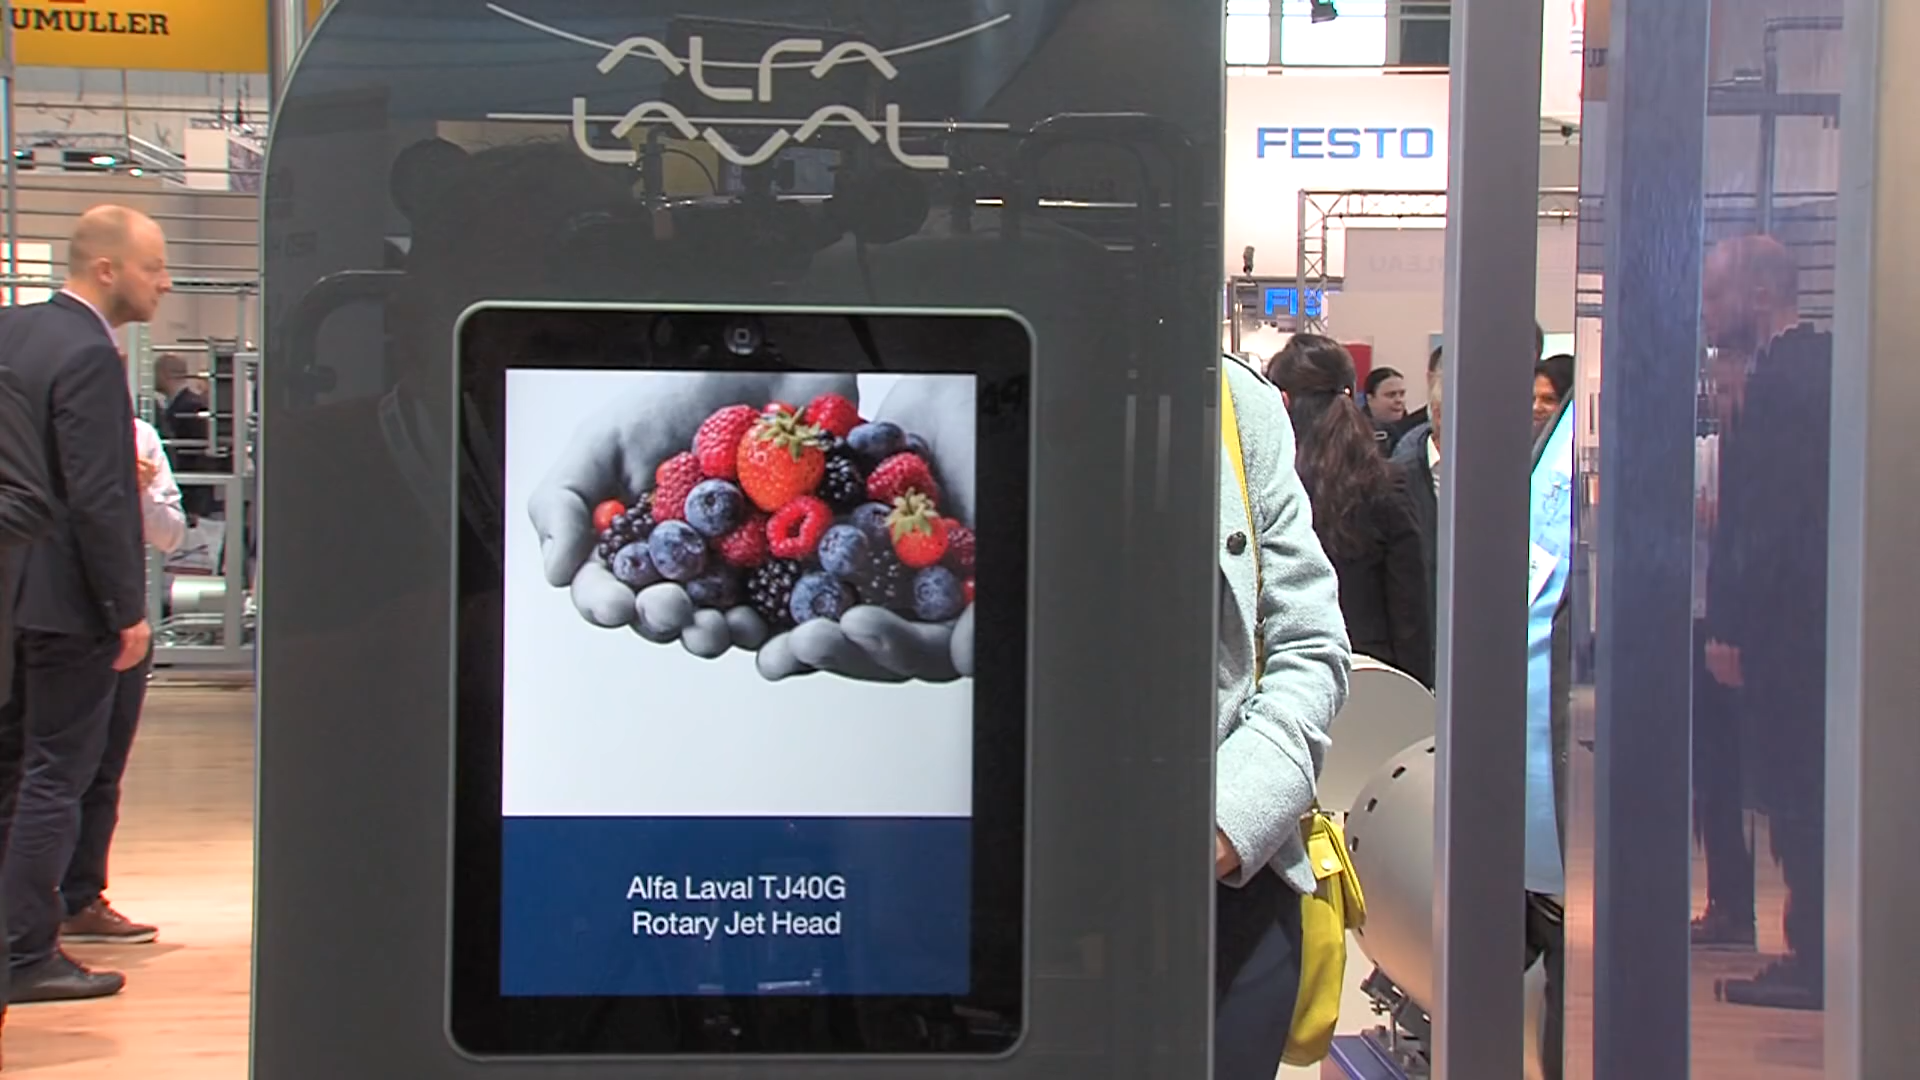 UMULLER
ALFA
LAVAL
FESTO
Alfa Laval TJ40G
Rotary Jet Head